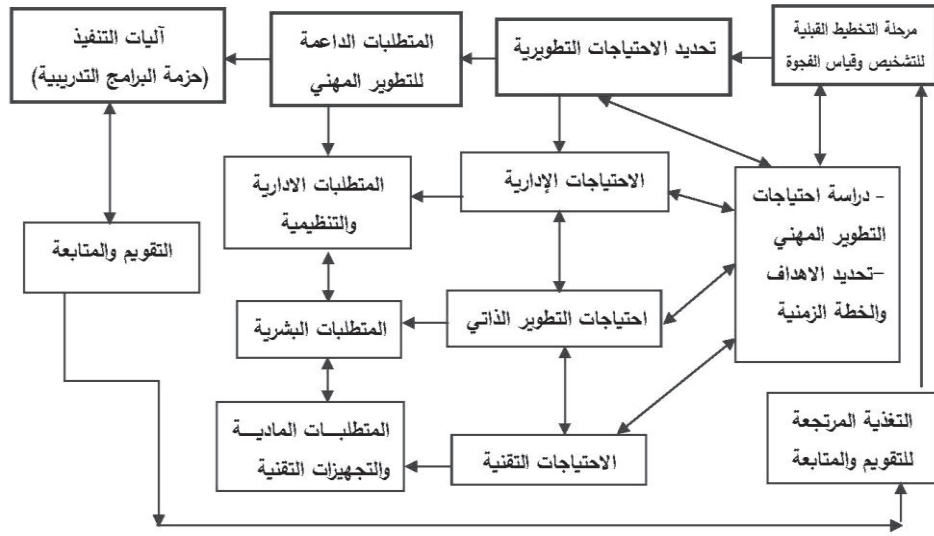 مرحلة التخطيط القبلية
للتشخيص وقياس الفجوة
تحديد الاحتياجات التطويرية
المتطلبات الداعمة
للتطوير المهني
آليات التنفيذ
(حزمة البرامج التدريبية)
- دراسة احتياجات
التطوير المهني
-تحديد الاهداف
والخطة الزمنية
الاحتياجات الإدارية
المتطلبات الادارية
والتنظيمية
التقويم والمتابعة
احتياجات التطوير الذاتي
المتطلبات البشرية
الاحتياجات التقنية
المتطلبــات الماديــة
والتجهيزات التقنية
التغذية المرتجعة
للتقويم والمتابعة